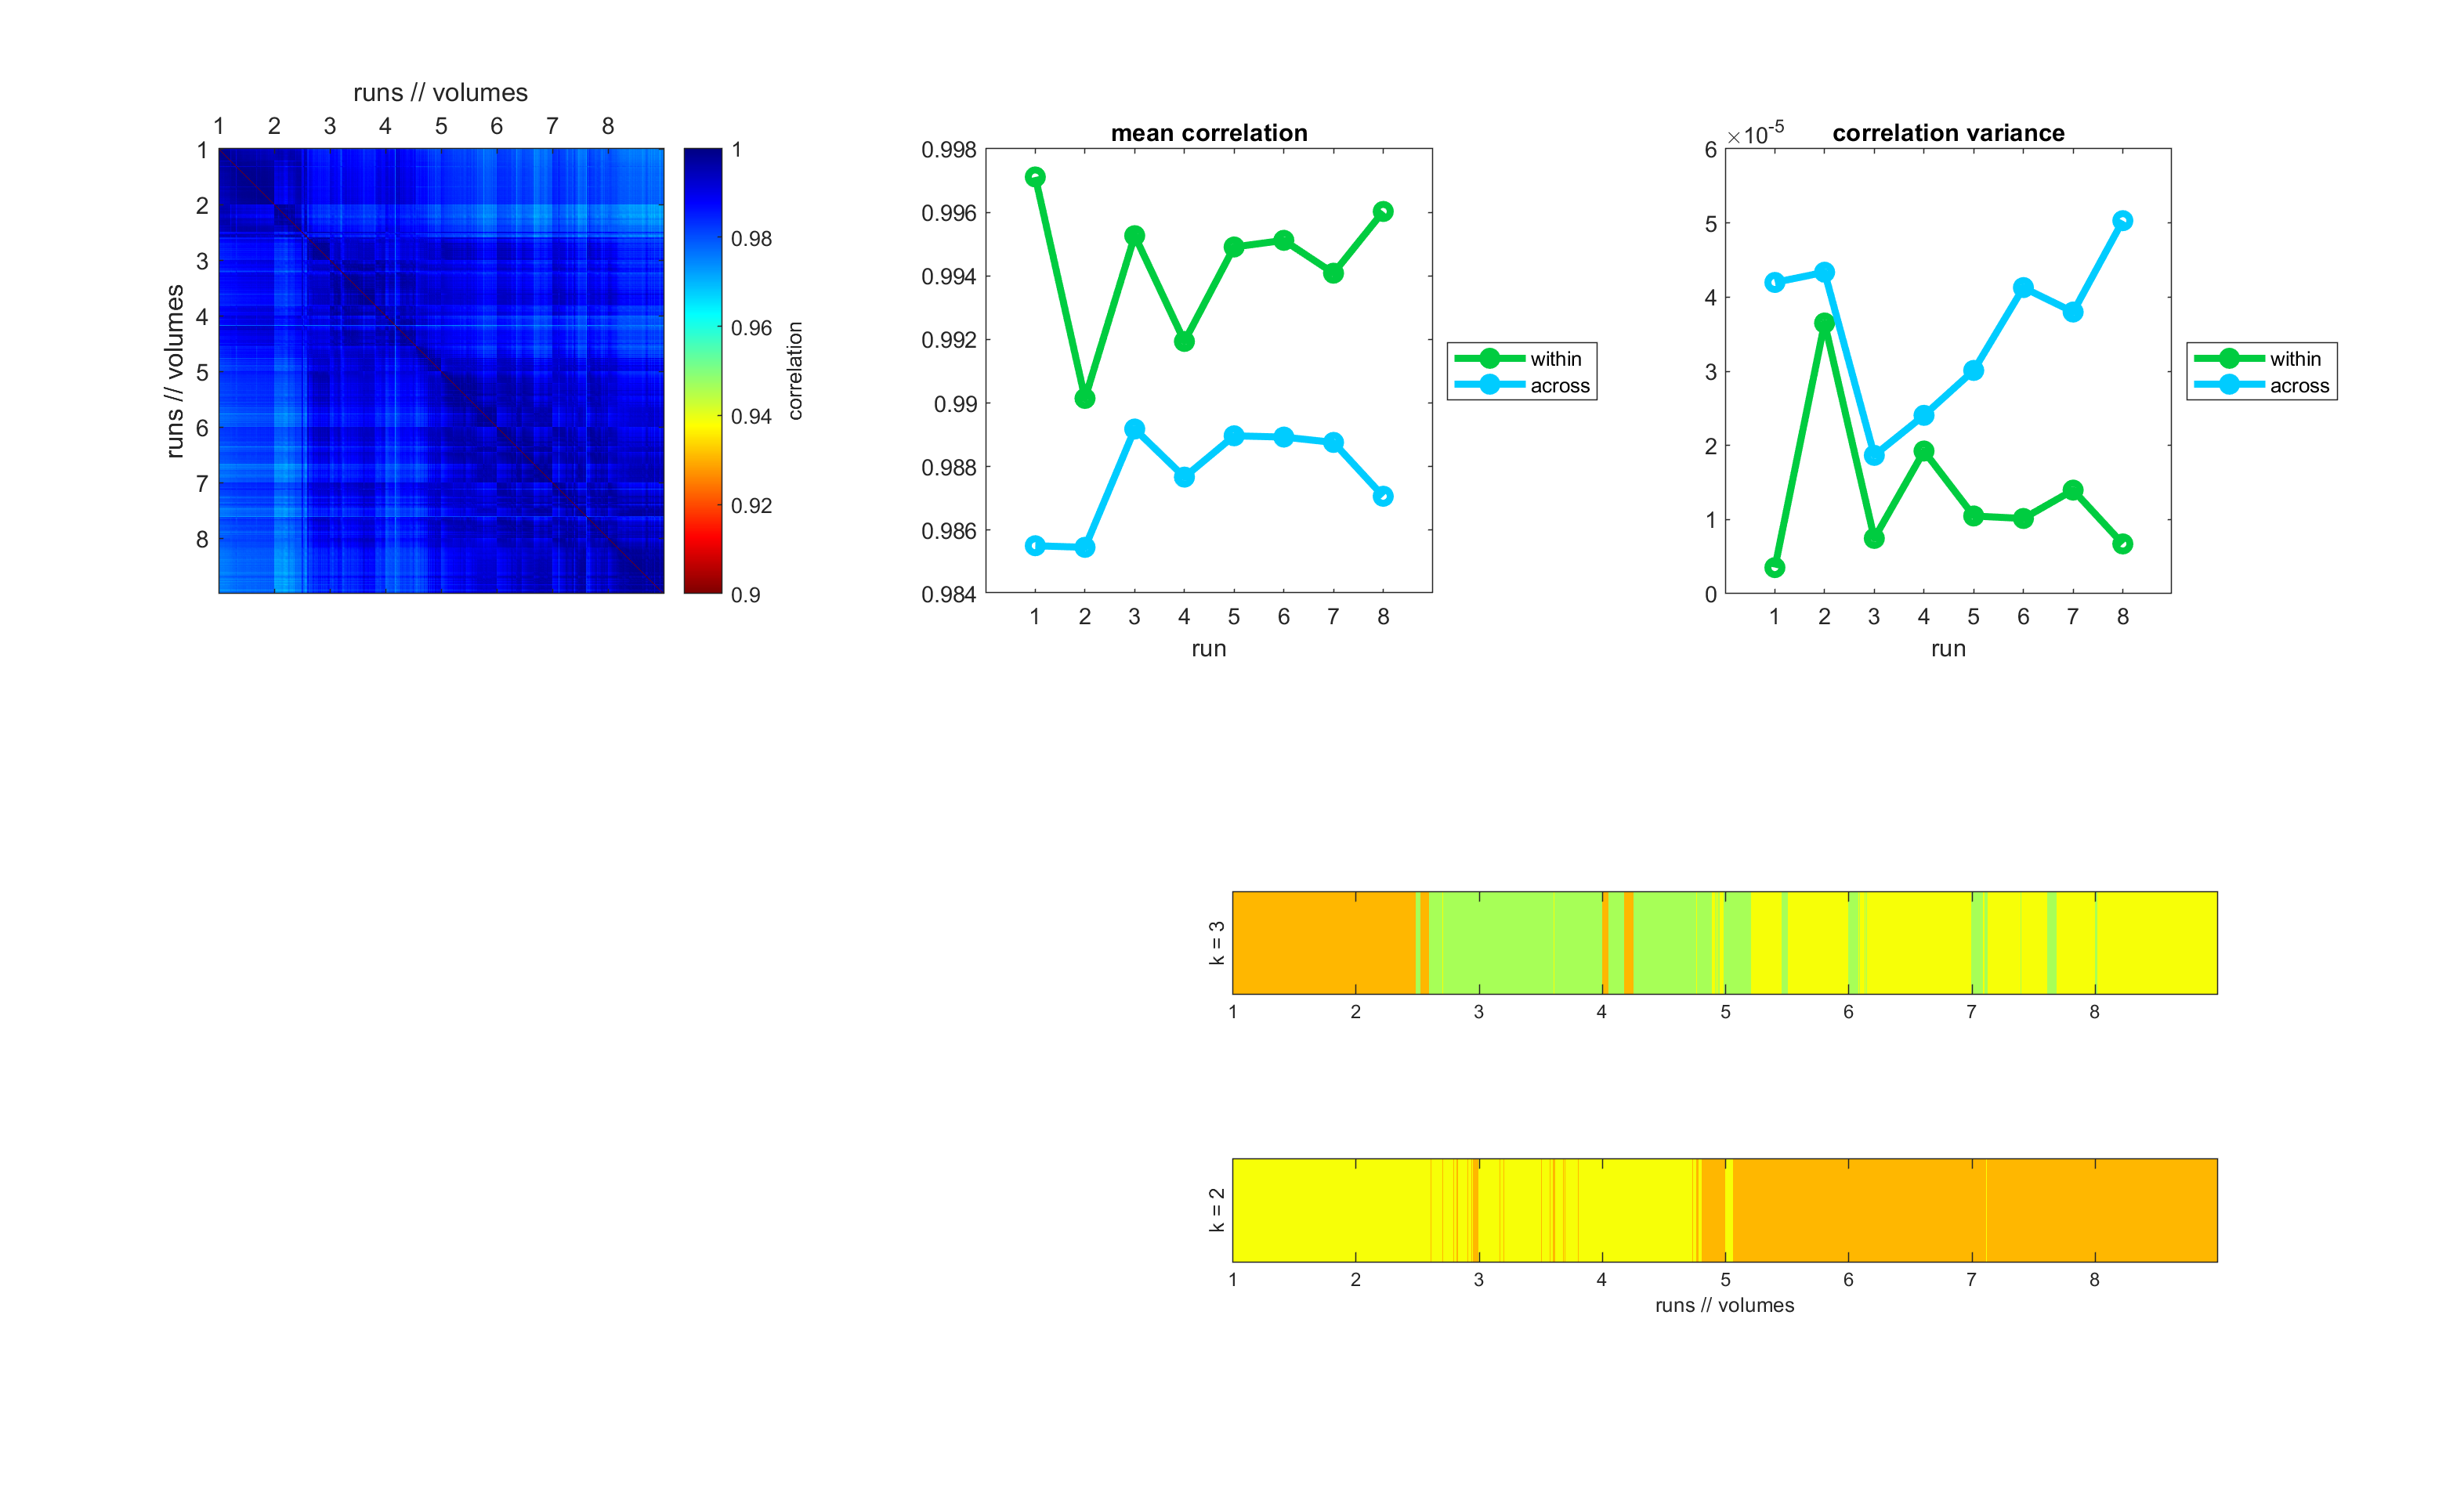 runs // volumes
1 2 3 4 5 6 7 8
runs // volumes
1
2
3
4
5
6
7
8
1
0.98
0.96
0.94
0.92
0.9
correlation
mean correlation
0.998
0.996
0.994
0.992
0.99
0.988
0.986
0.984
1 2 3 4 5 6 7 8
run
within
across
correlation variance
×10-5
6
5
4
3
2
1
0
1 2 3 4 5 6 7 8
run
within
across
k = 3
1 2 3 4 5 6 7 8
k = 2
1 2 3 4 5 6 7 8
runs // volumes